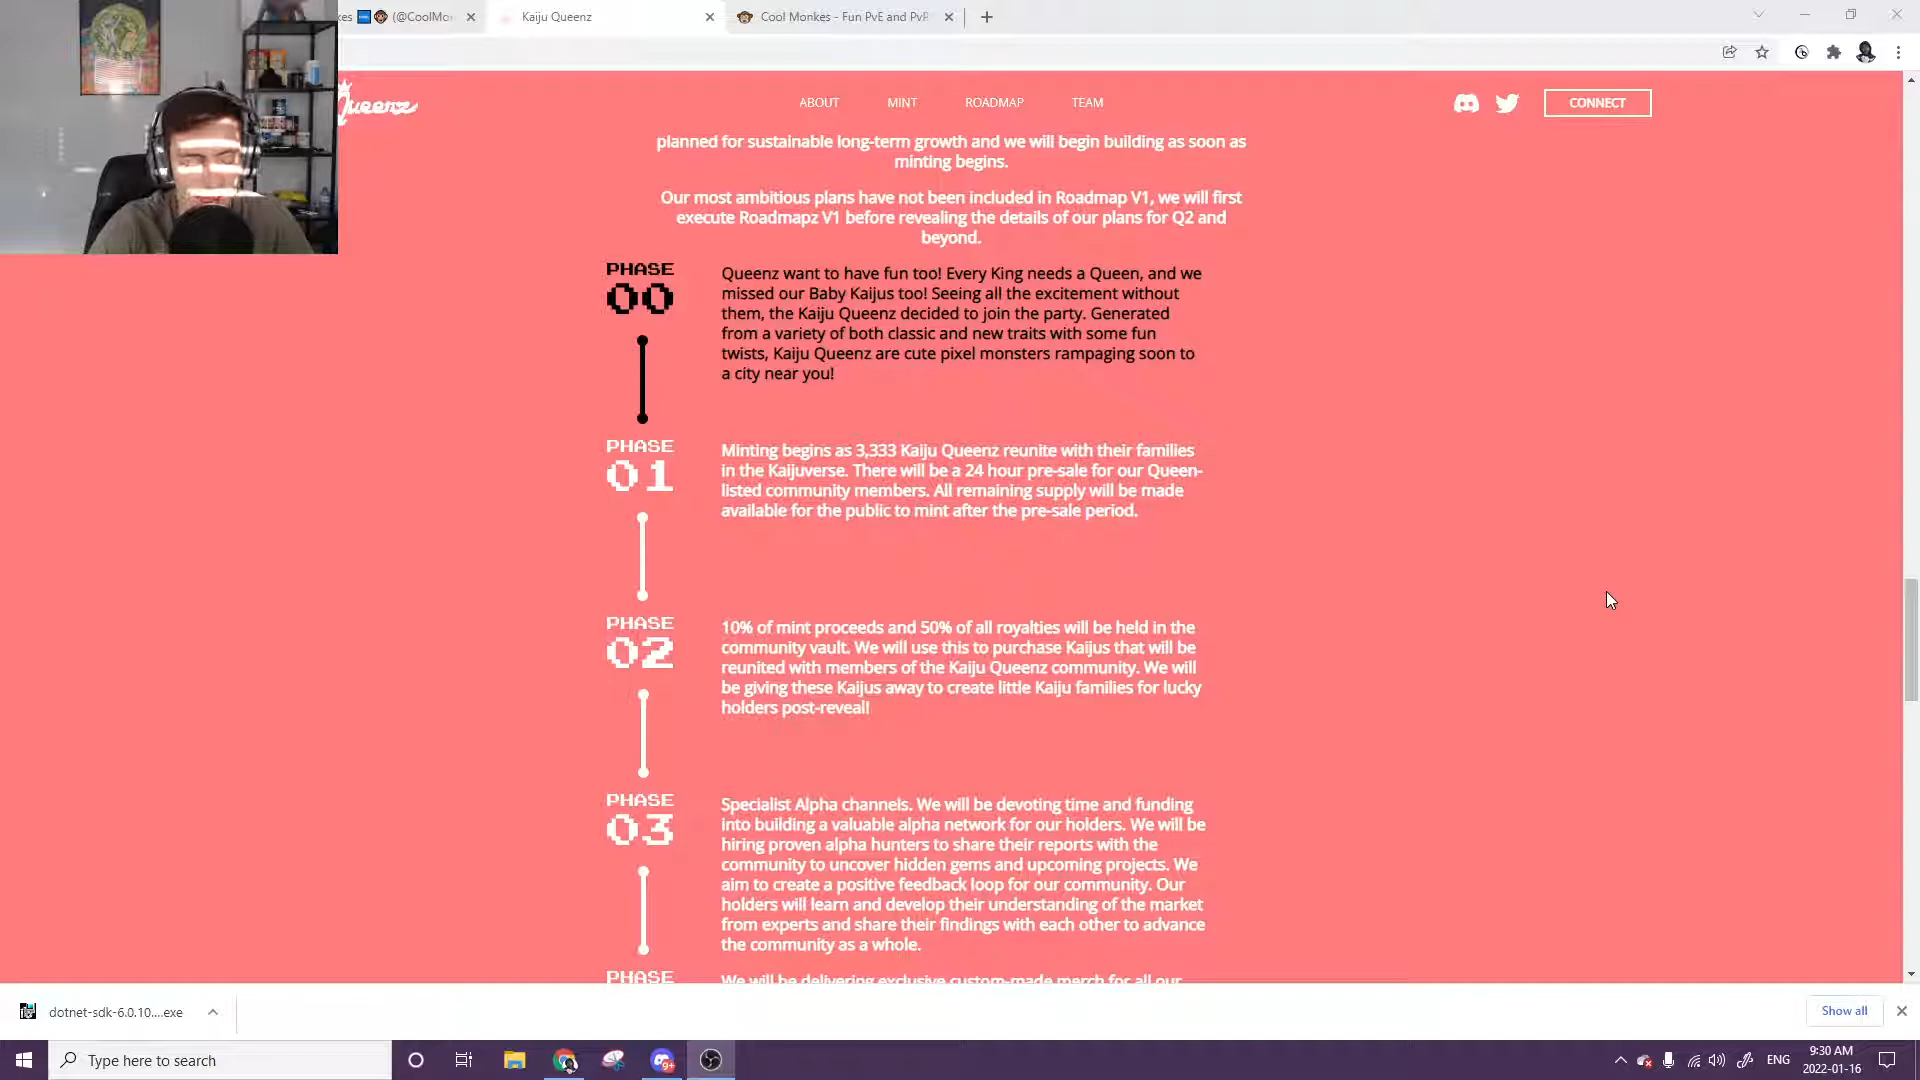 kes (@CoolMo
Kaiju Queenz
Cool Monkes - Fun PvE and PvP
Queenz
ABOUT
MINT
ROADMAP
TEAM
CONNECT
planned for sustainable long-term growth and we will begin building as soon as
minting begins.
Our most ambitious plans have not been included in Roadmap V1, we will first
execute Roadmapz V1 before revealing the details of our plans for Q2 and
beyond.
PHASE
00
Queenz want to have fun too! Every King needs a Queen, and we
missed our Baby Kaijus too! Seeing all the excitement without
them, the Kaiju Queenz decided to join the party. Generated
from a variety of both classic and new traits with some fun
twists, Kaiju Queenz are cute pixel monsters rampaging soon to
a city near you!
PHASE
01
Minting begins as 3,333 Kaiju Queenz reunite with their families
in the Kaijuverse. There will be a 24 hour pre-sale for our Queen-
listed community members. All remaining supply will be made
available for the public to mint after the pre-sale period.
PHASE
02
10% of mint proceeds and 50% of all royalties will be held in the
community vault. We will use this to purchase Kaijus that will be
reunited with members of the Kaiju Queenz community. We will
be giving these Kaijus away to create little Kaiju families for lucky
holders post-reveal!
PHASE
03
Specialist Alpha channels. We will be devoting time and funding
into building a valuable alpha network for our holders. We will be
hiring proven alpha hunters to share their reports with the
community to uncover hidden gems and upcoming projects. We
aim to create a positive feedback loop for our community. Our
holders will learn and develop their understanding of the market
from experts and share their findings with each other to advance
the community as a whole.
PHASE
We will be delivering exclusive custom-made merch for all our
dotnet-sdk-6.0.10....exe
Show all
Type here to search
9+
ENG
9:30 AM
2022-01-16